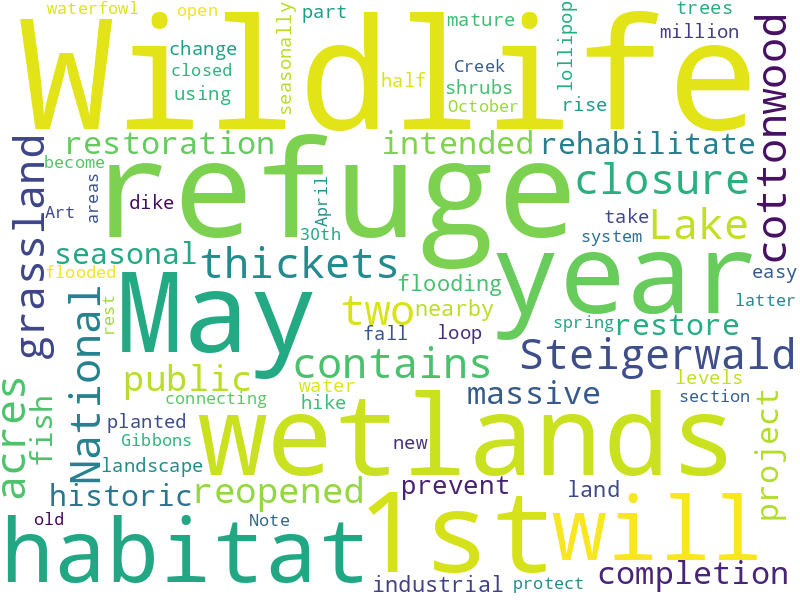 waterfowl
open
part
mature
trees
Wildlife
change
closed
using
seasonally
half
Creek
shrubs
October
lollipop
rise
million
cottonwood
restoration
intended
rehabilitate
grassland
become
refuge
closure
areas
Art
dike
April
30th
take
Lake
system
seasonal
thickets
year
easy
flooded
flooding
latter
National
rest
May
two
nearby
fall
loop
spring
restore
contains
Steigerwald
public
water
massive
levels
acres
fish
connecting
hike
section
planted
wetlands
project
Gibbons
new
landscape
historic
reopened
prevent
land
1st
will
old
Note
habitat
completion
industrial
protect